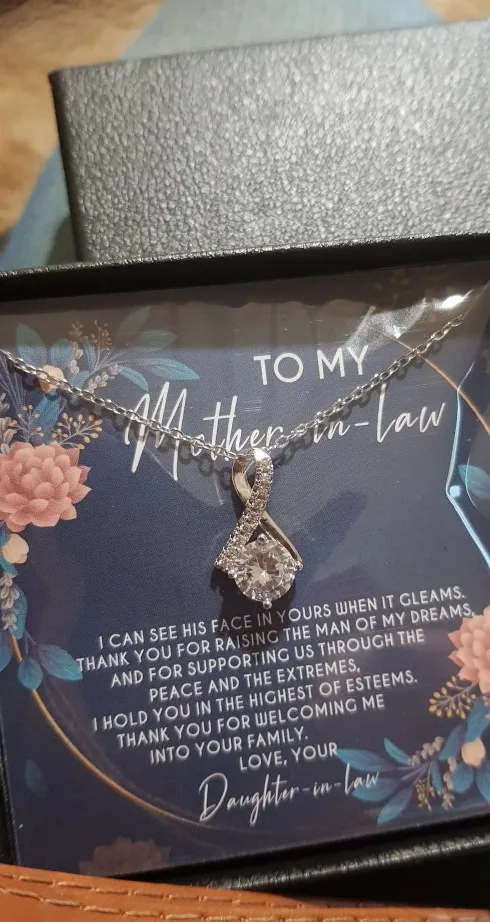 TO MY
Mother-in-law
I CAN SEE HIS FACE IN YOURS WHEN IT GLEAMS.
THANK YOU FOR RAISING THE MAN OF MY DREAMS,
AND FOR SUPPORTING US THROUGH THE
PEACE AND THE EXTREMES,
I HOLD YOU IN THE HIGHEST OF ESTEEMS.
THANK YOU FOR WELCOMING ME
INTO YOUR FAMILY.
LOVE, YOUR
Daughter-in-law